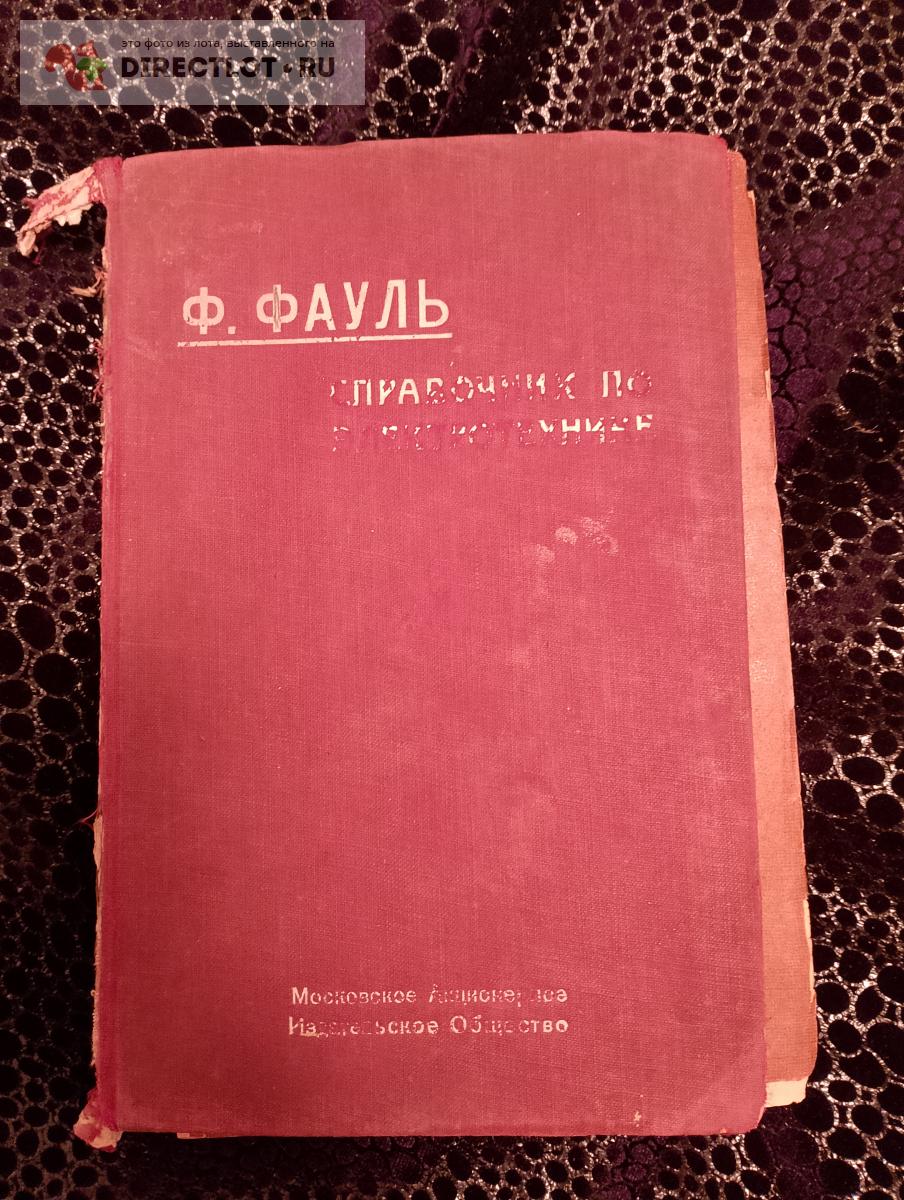 это фото из лота, выставленного на
DIRECTLOT.RU
Ф. ФАУЛЬ
СПРАВОЧНИК ПО
ЭЛЕКТРОТЕХНИКЕ
Московское Акционерное
Издательское Общество